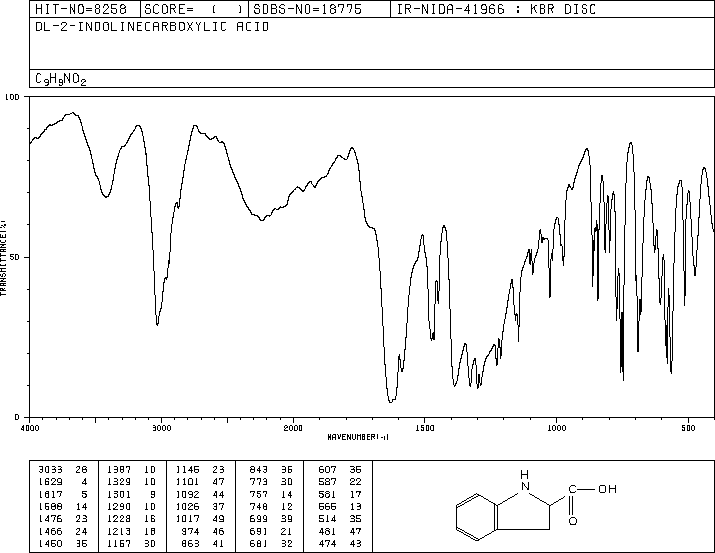 HIT-NO=8258 SCORE= ( ) SDBS-NO=18775 IR-NIDA-41966 : KBR DISC
DL-2-INDOLINECARBOXYLIC ACID
C9H9NO2
100
TRANSMITTANCE(%)
50
0
4000 3000 2000 1500 1000 500
WAVENUMBER(-1)
3033 28 1387 10 1146 23 843 36 607 35
1629 4 1329 10 1101 47 773 30 587 22
1617 5 1301 9 1092 44 757 14 581 17
1588 14 1290 10 1026 37 748 12 566 13
1476 23 1228 16 1017 49 699 39 514 35
1466 24 1213 18 974 46 691 21 481 47
1450 35 1167 30 863 41 681 32 474 43
H
N
C OH
O